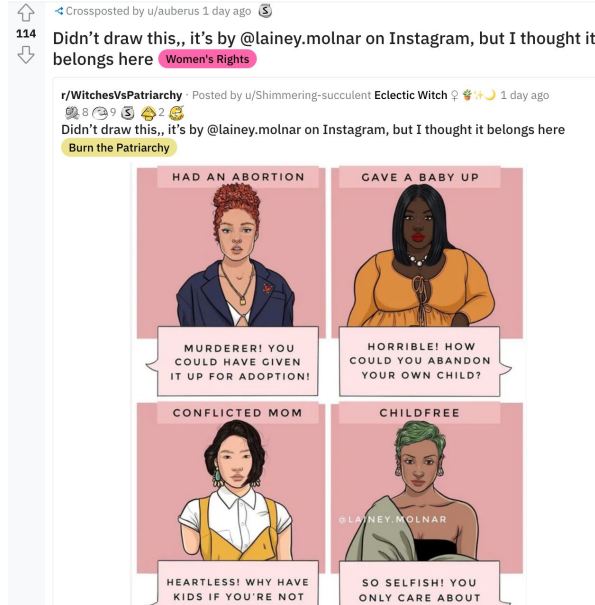 Crossposted by u/auberus 1 day ago
114
Didn't draw this,, it's by @lainey.molnar on Instagram, but I thought it
belongs here Women's Rights
r/WitchesVsPatriarchy · Posted by u/Shimmering-succulent Eclectic Witch ♀ 1 day ago
8 9 2
Didn't draw this,, it's by @lainey.molnar on Instagram, but I thought it belongs here
Burn the Patriarchy
HAD AN ABORTION
MURDERER! YOU
COULD HAVE GIVEN
IT UP FOR ADOPTION!
GAVE A BABY UP
HORRIBLE! HOW
COULD YOU ABANDON
YOUR OWN CHILD?
CONFLICTED MOM
HEARTLESS! WHY HAVE
KIDS IF YOU'RE NOT
CHILDFREE
@LAINEY.MOLNAR
SO SELFISH! YOU
ONLY CARE ABOUT